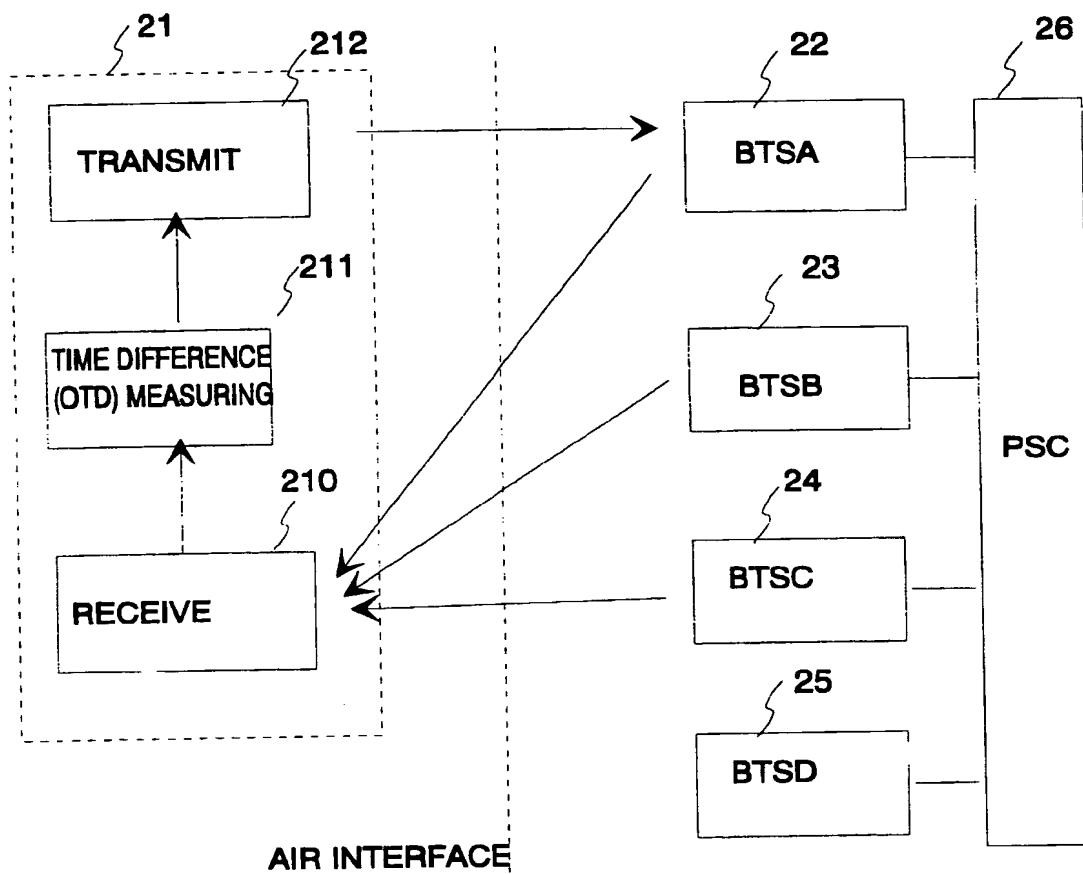 21
212
22
26
TRANSMIT
BTSA
211
23
TIME DIFFERENCE
(OTD) MEASURING
BTSB
PSC
210
24
RECEIVE
BTSC
25
BTSD
AIR INTERFACE